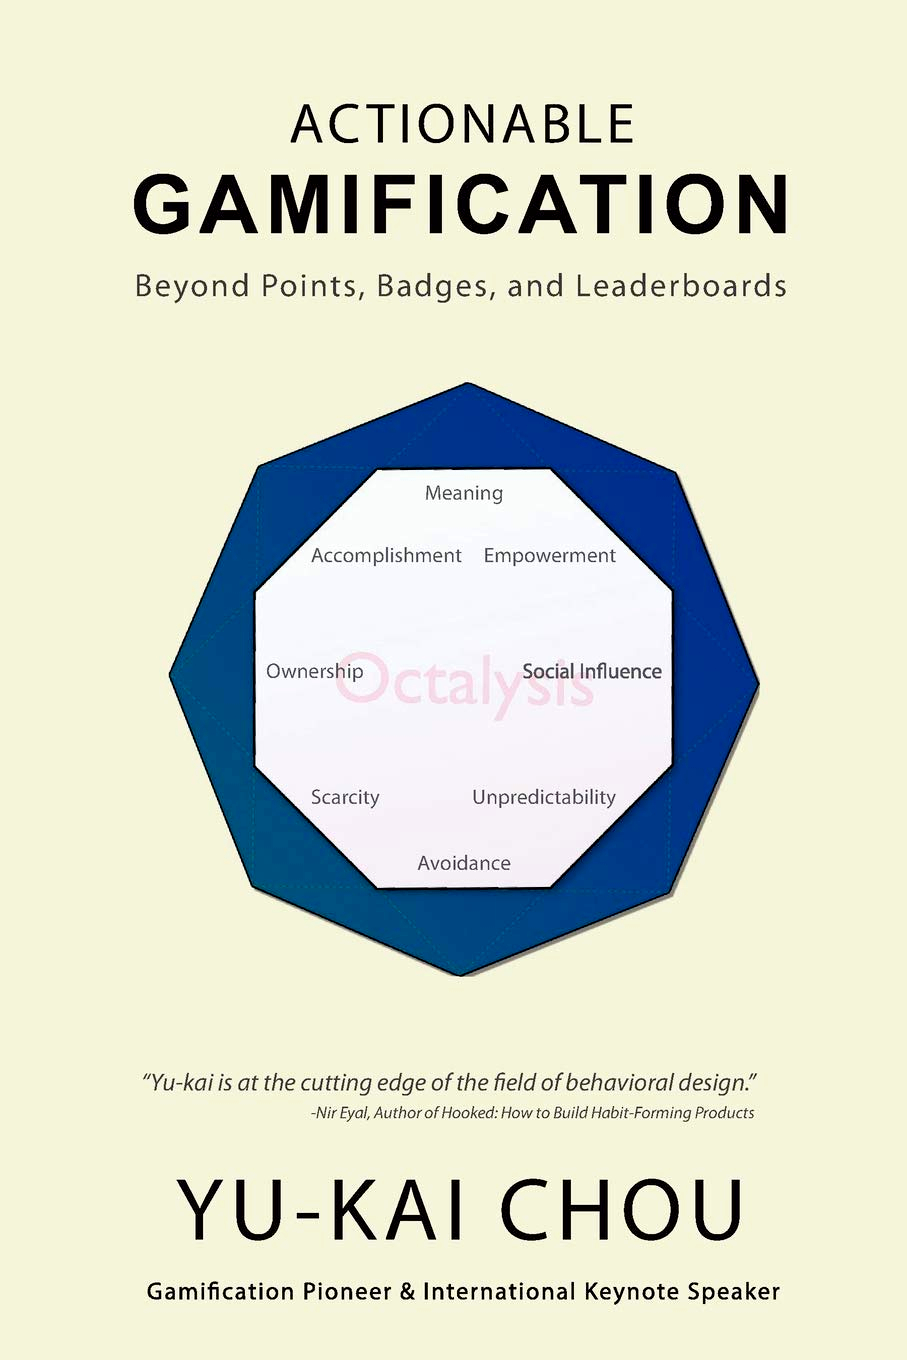 ACTIONABLE
GAMIFICATION
Beyond Points, Badges, and Leaderboards
Meaning
Accomplishment Empowerment
Octalysis
Ownership Social Influence
Scarcity Unpredictability
Avoidance
“Yu-kai is at the cutting edge of the field of behavioral design.”
-Nir Eyal, Author of Hooked: How to Build Habit-Forming Products
YU-KAI CHOU
Gamification Pioneer & International Keynote Speaker